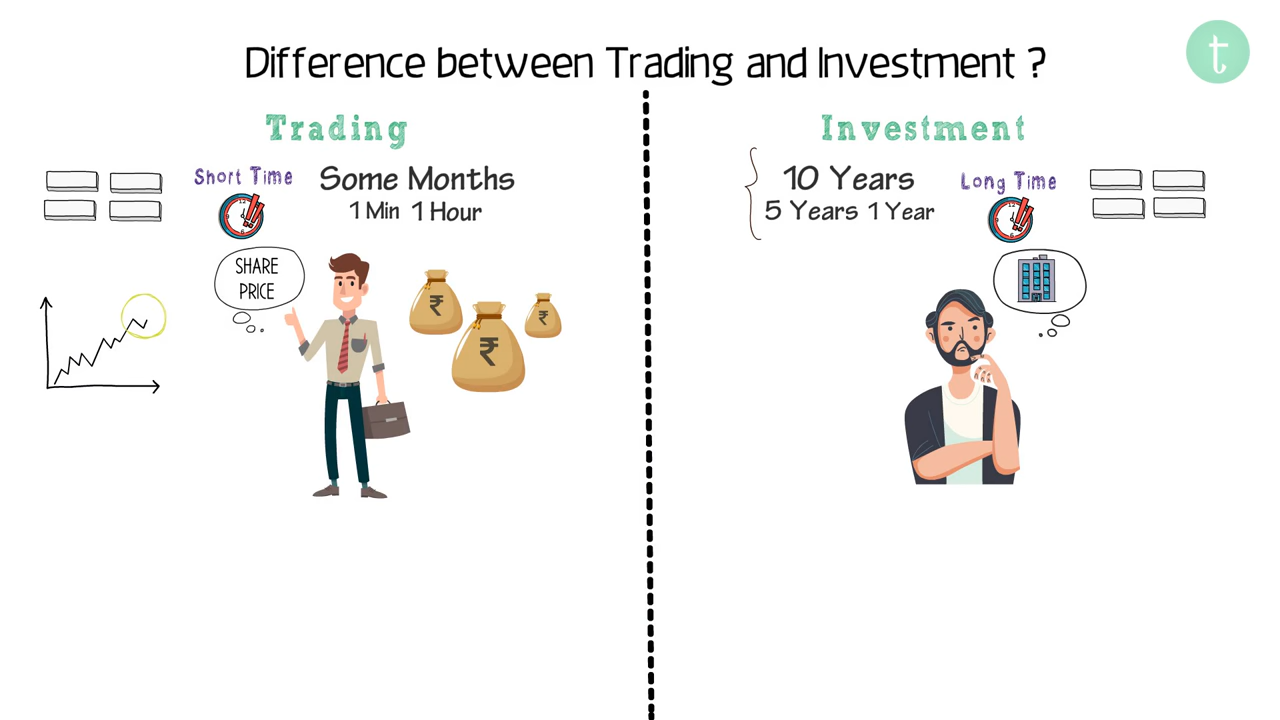 Difference between Trading and Investment ?
t
Trading
Short Time
Some Months
1 Min 1 Hour
SHARE
PRICE
₹
₹
₹
Investment
10 Years
5 Years 1 Year
Long Time